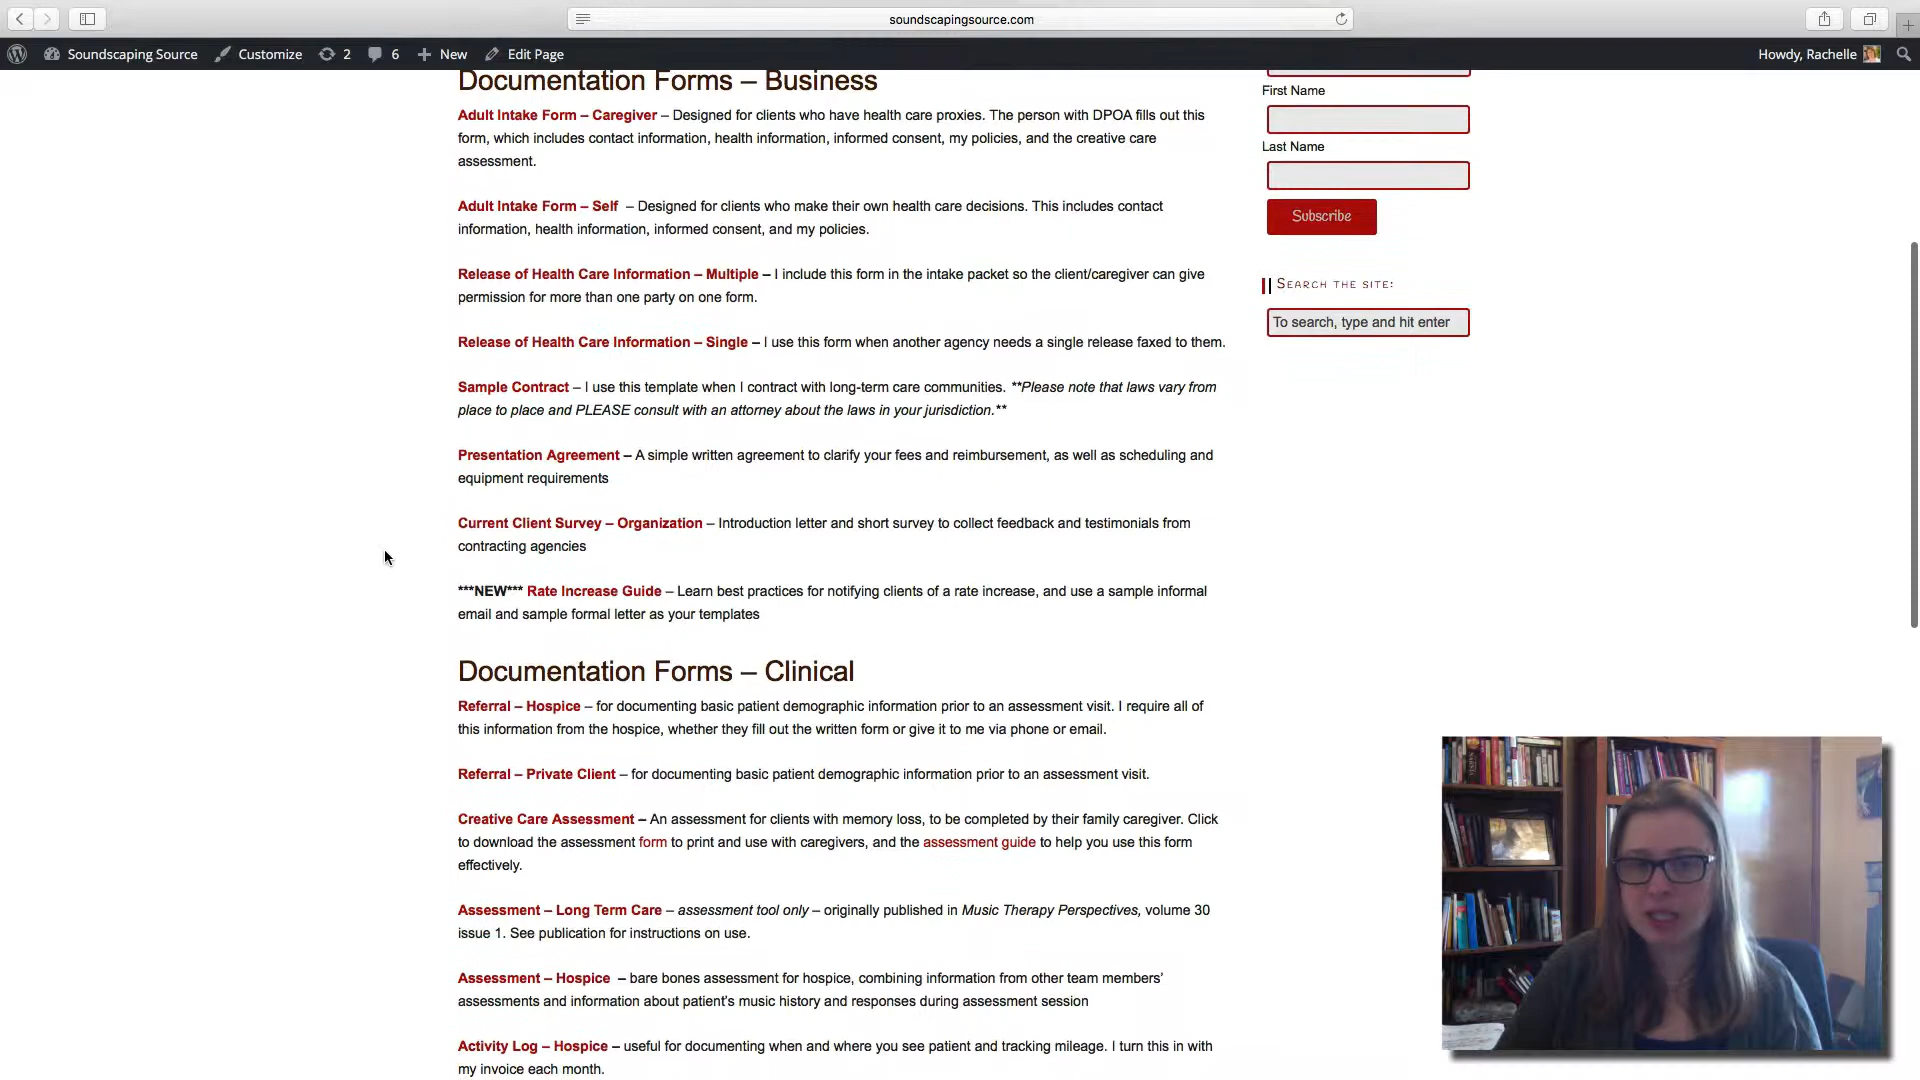 soundscapingsource.com
Soundscaping Source Customize 2 6 New Edit Page Howdy, Rachelle
Documentation Forms – Business
Adult Intake Form – Caregiver – Designed for clients who have health care proxies. The person with DPOA fills out this
form, which includes contact information, health information, informed consent, my policies, and the creative care
assessment.
Adult Intake Form – Self – Designed for clients who make their own health care decisions. This includes contact
information, health information, informed consent, and my policies.
Release of Health Care Information – Multiple – I include this form in the intake packet so the client/caregiver can give
permission for more than one party on one form.
Release of Health Care Information – Single – I use this form when another agency needs a single release faxed to them.
Sample Contract – I use this template when I contract with long-term care communities. **Please note that laws vary from
place to place and PLEASE consult with an attorney about the laws in your jurisdiction.**
Presentation Agreement – A simple written agreement to clarify your fees and reimbursement, as well as scheduling and
equipment requirements
Current Client Survey – Organization – Introduction letter and short survey to collect feedback and testimonials from
contracting agencies
***NEW*** Rate Increase Guide – Learn best practices for notifying clients of a rate increase, and use a sample informal
email and sample formal letter as your templates
Documentation Forms – Clinical
Referral – Hospice – for documenting basic patient demographic information prior to an assessment visit. I require all of
this information from the hospice, whether they fill out the written form or give it to me via phone or email.
Referral – Private Client – for documenting basic patient demographic information prior to an assessment visit.
Creative Care Assessment – An assessment for clients with memory loss, to be completed by their family caregiver. Click
to download the assessment form to print and use with caregivers, and the assessment guide to help you use this form
effectively.
Assessment – Long Term Care – assessment tool only – originally published in Music Therapy Perspectives, volume 30
issue 1. See publication for instructions on use.
Assessment – Hospice – bare bones assessment for hospice, combining information from other team members'
assessments and information about patient's music history and responses during assessment session
Activity Log – Hospice – useful for documenting when and where you see patient and tracking mileage. I turn this in with
my invoice each month.
First Name
Last Name
Subscribe
Search the site:
To search, type and hit enter